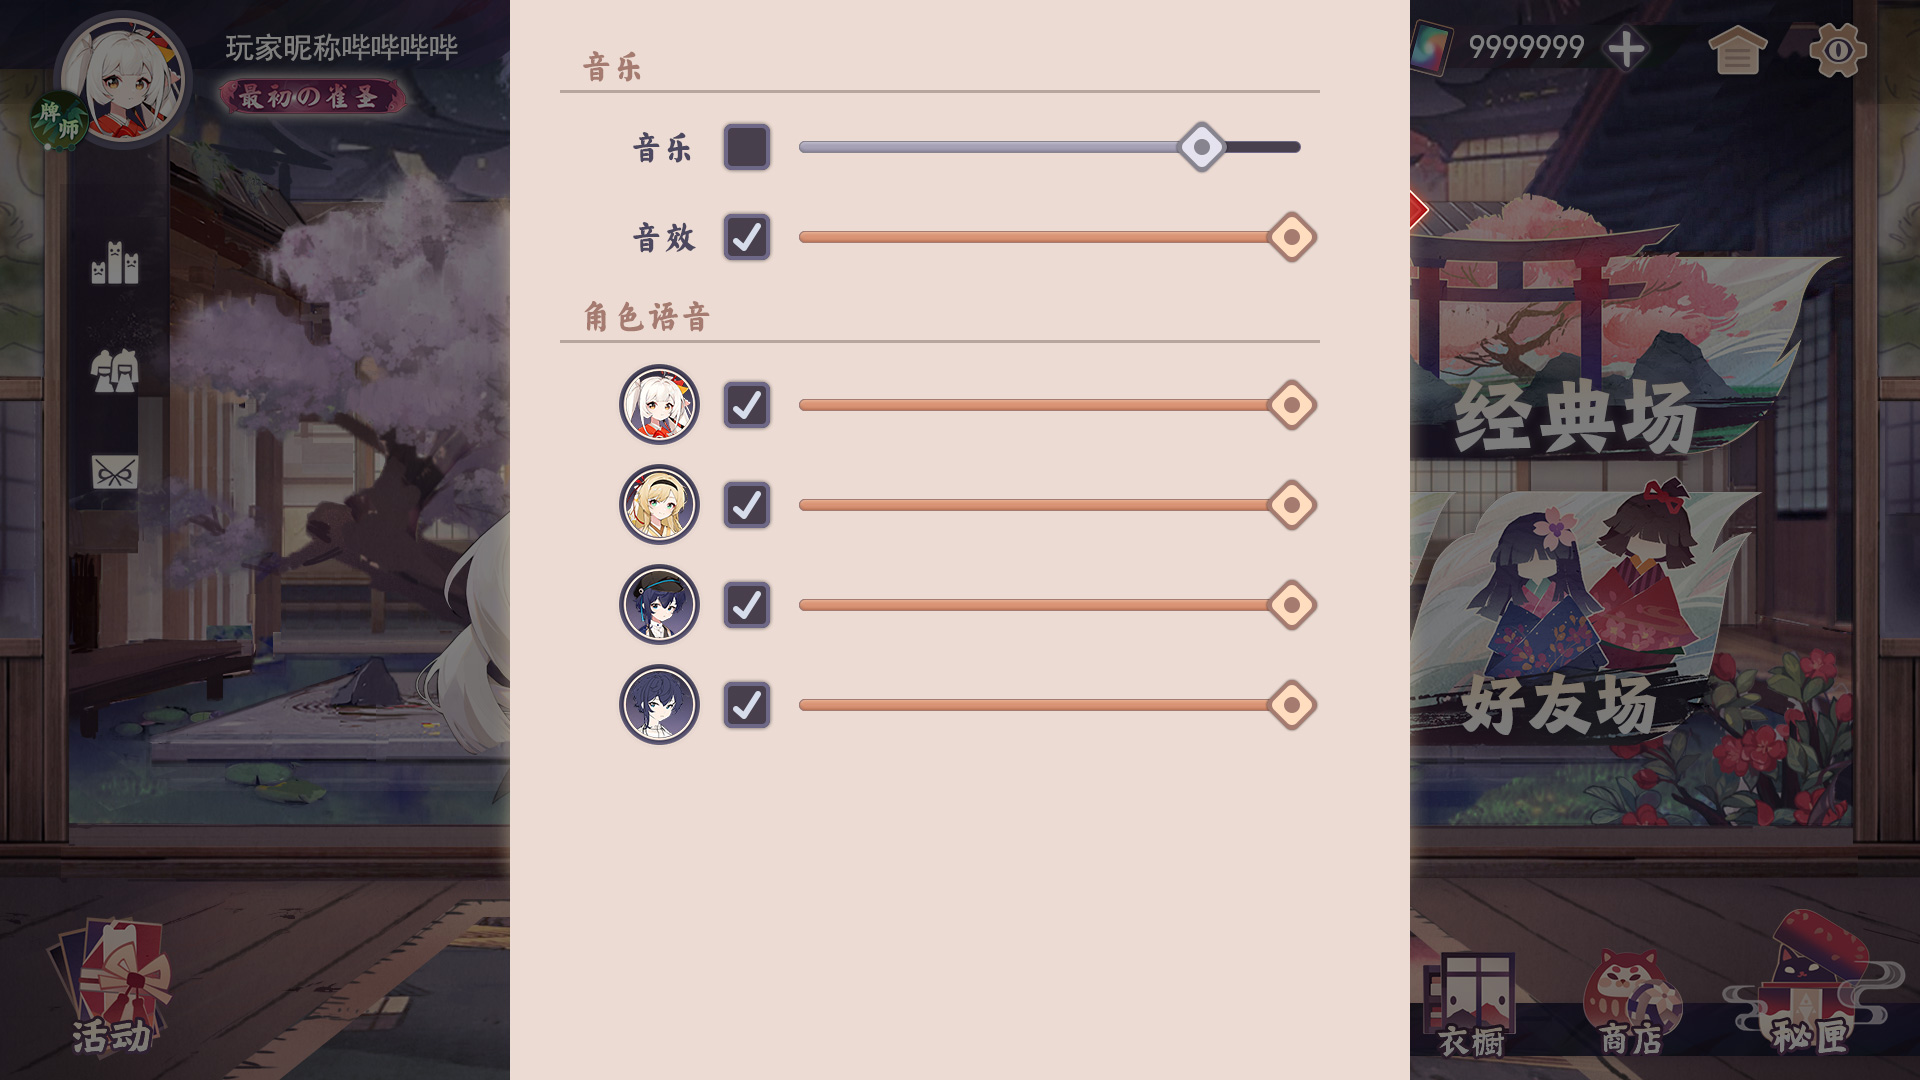 玩家昵称哔哔哔哔
最初の雀圣
牌师
9999999
音乐
音乐
音效
角色语音
经典场
好友场
活动
衣橱
商店
秘匣